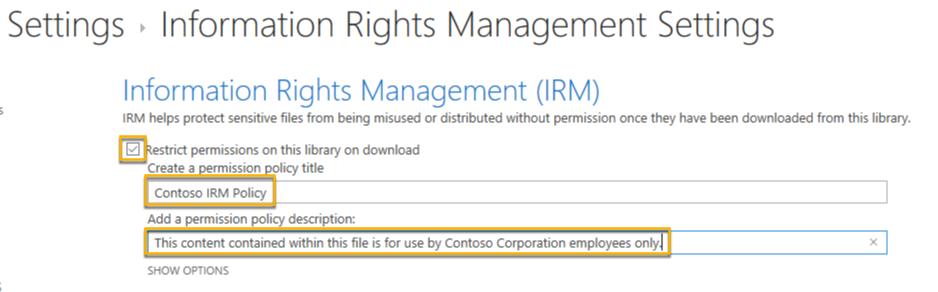 Settings › Information Rights Management Settings
Information Rights Management (IRM)
s
IRM helps protect sensitive files from being misused or distributed without permission once they have been downloaded from this library.
Restrict permissions on this library on download
Create a permission policy title
Contoso IRM Policy
Add a permission policy description:
This content contained within this file is for use by Contoso Corporation employees only.
SHOW OPTIONS